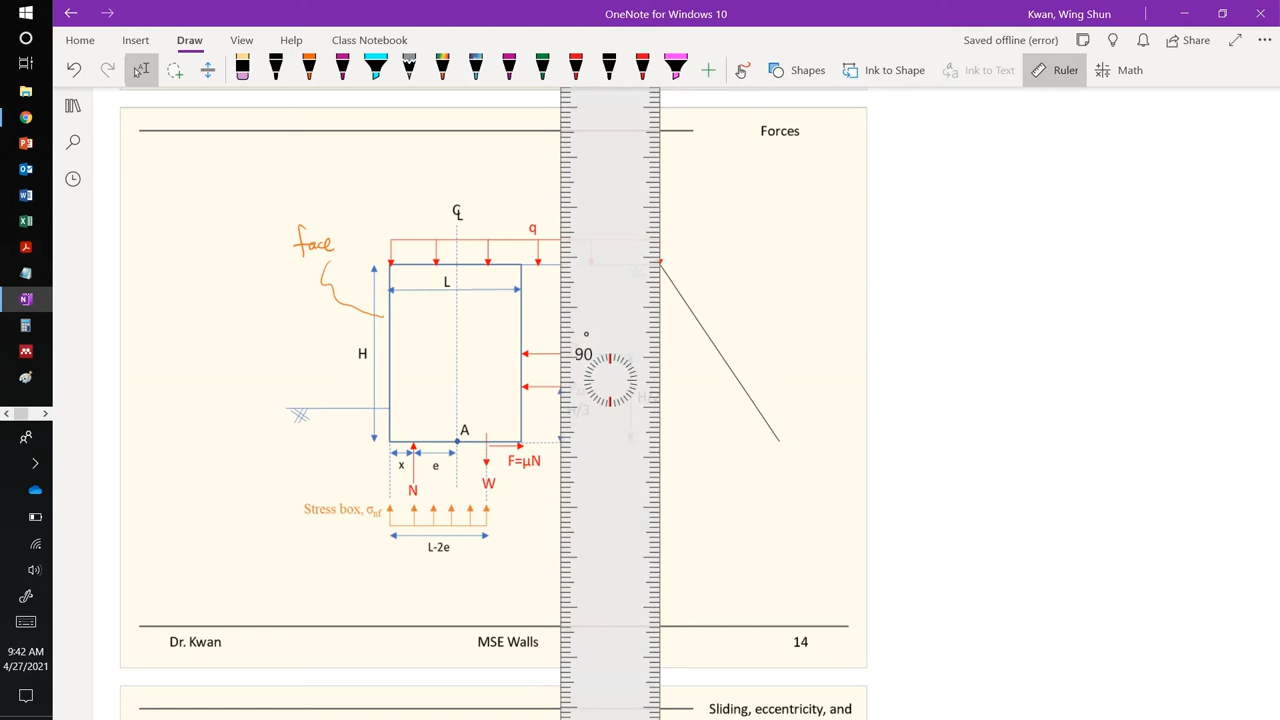 OneNote for Windows 10
Kwan, Wing Shun
Home Insert Draw View Help Class Notebook
Saved offline (error) Share
Shapes Ink to Shape Ink to Text Ruler Math
Forces
℄
q
face
L
H
90°
H/3
A
x e F=μN
N W
Stress box, σnf
L-2e
Dr. Kwan MSE Walls 14
9:42 AM
4/27/2021
Sliding, eccentricity, and